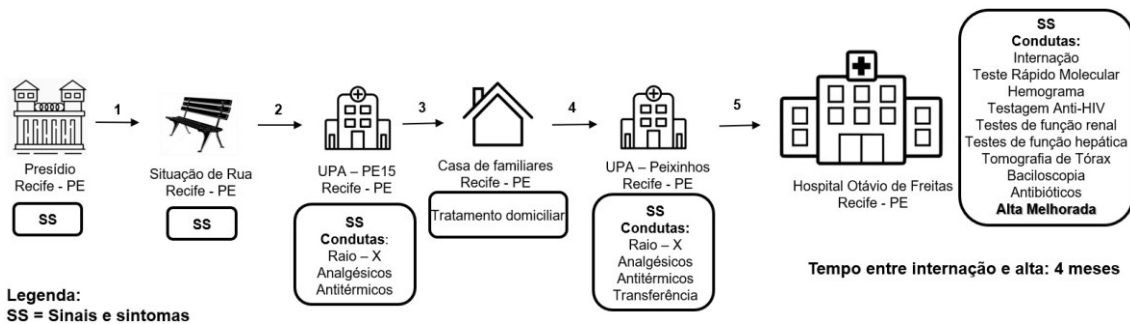 1
Presídio
Recife - PE
SS
2
Situação de Rua
Recife - PE
SS
3
UPA – PE15
Recife - PE
SS
Condutas:
Raio – X
Analgésicos
Antitérmicos
4
Casa de familiares
Recife - PE
Tratamento domiciliar
5
UPA - Peixinhos
Recife - PE
SS
Condutas:
Raio – X
Analgésicos
Antitérmicos
Transferência
Hospital Otávio de Freitas
Recife - PE
SS
Condutas:
Internação
Teste Rápido Molecular
Hemograma
Testagem Anti-HIV
Testes de função renal
Testes de função hepática
Tomografia de Tórax
Baciloscopia
Antibióticos
Alta Melhorada
Tempo entre internação e alta: 4 meses
Legenda:
SS = Sinais e sintomas